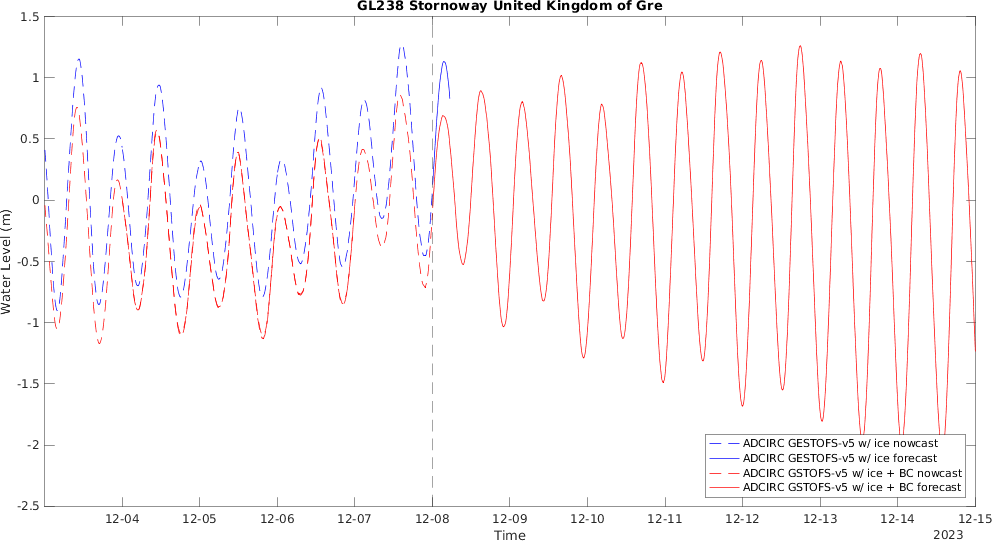 GL238 Stornoway United Kingdom of Gre
Water Level (m)
1.5
1
0.5
0
-0.5
-1
-1.5
-2
-2.5
ADCIRC GESTOFS-v5 w/ ice nowcast
ADCIRC GESTOFS-v5 w/ ice forecast
ADCIRC GSTOFS-v5 w/ ice + BC nowcast
ADCIRC GSTOFS-v5 w/ ice + BC forecast
12-04 12-05 12-06 12-07 12-08 12-09 12-10 12-11 12-12 12-13 12-14 12-15
Time
2023